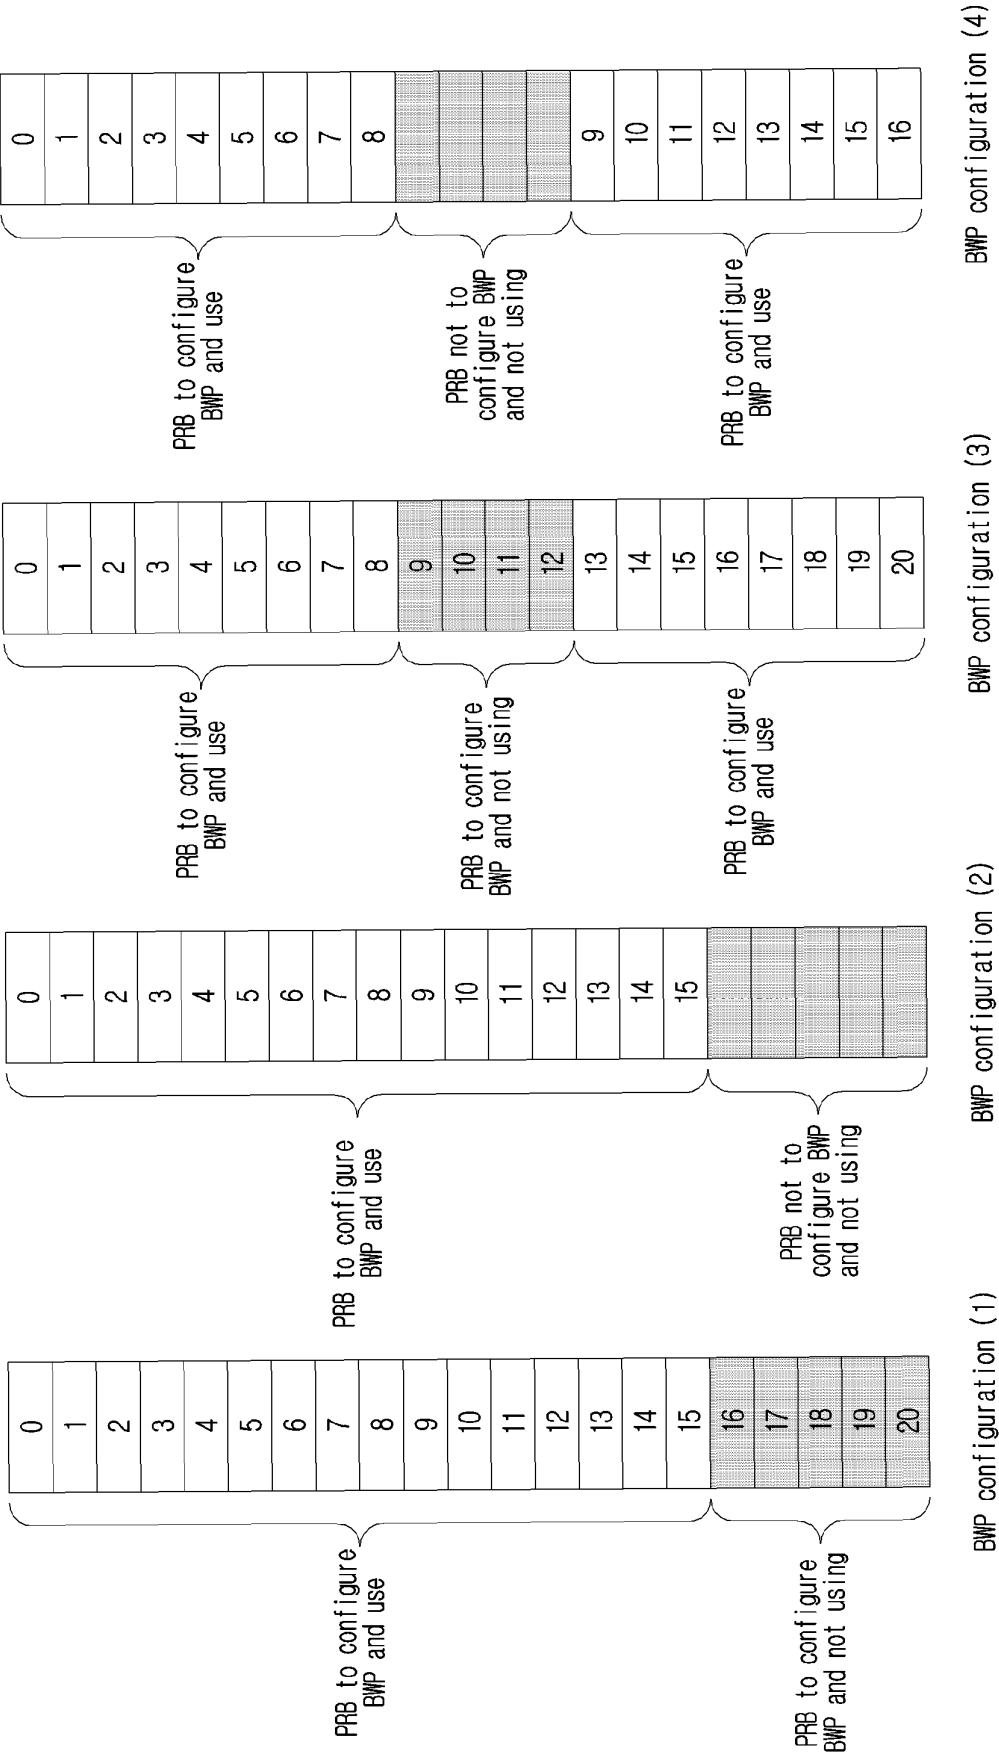 0
1
2
3
4
5
6
7
8
9
10
11
12
13
14
15
16
17
18
19
20
PRB to configure
BWP and use
PRB to configure
BWP and not using
BWP configuration (1)
0
1
2
3
4
5
6
7
8
9
10
11
12
13
14
15
PRB to configure
BWP and use
PRB not to
configure BWP
and not using
BWP configuration (2)
0
1
2
3
4
5
6
7
8
9
10
11
12
13
14
15
16
17
18
19
20
PRB to configure
BWP and use
PRB to configure
BWP and not using
PRB to configure
BWP and use
BWP configuration (3)
0
1
2
3
4
5
6
7
8
9
10
11
12
13
14
15
16
PRB to configure
BWP and use
PRB not to
configure BWP
and not using
PRB to configure
BWP and use
BWP configuration (4)